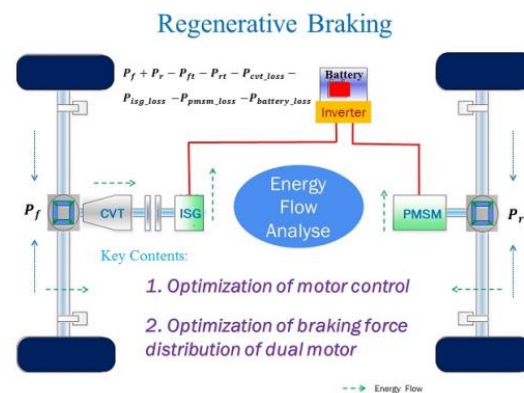 Regenerative Braking
P_f + P_r − P_ft − P_rt − P_cvt_loss −
P_isg_loss − P_pmsm_loss − P_battery_loss
Battery
Inverter
P_f
CVT
ISG
Energy
Flow
Analyse
PMSM
P_r
Key Contents:
1. Optimization of motor control
2. Optimization of braking force
distribution of dual motor
Energy Flow